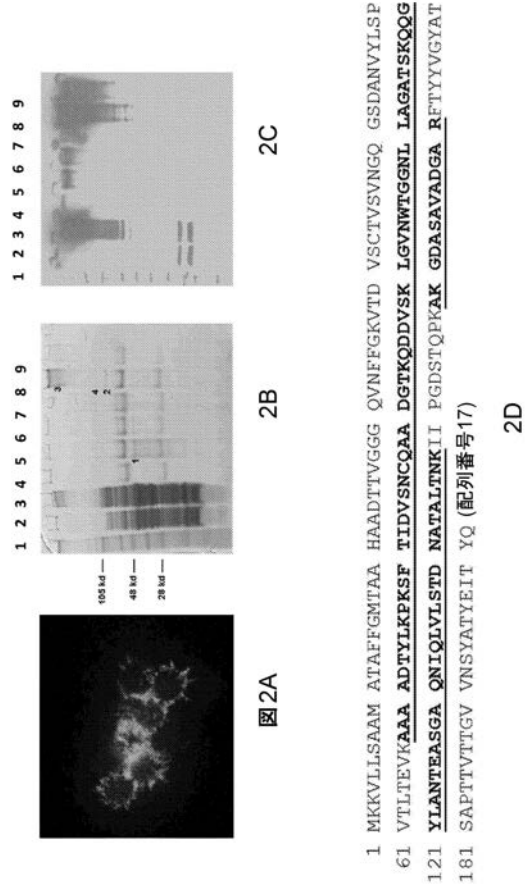 図2A
1 2 3 4 5 6 7 8 9
105 kd
48 kd
28 kd
1
3
4
2
2B
1 2 3 4 5 6 7 8 9
2C
1 MKKVLLSAAM ATAFFGMTAA HAADTTVGGG QVNFFGKVTD VSCTVSVNGQ GSDANVYLSP
61 VTLTEVKAAA ADTYLKPKSF TIDVSNCQAA DGTKQDDVSK LGVNWTGGNL LAGATSKQQG
121 YLANTEASGA QNIQLVLSTD NATALTNKII PGDSTQPKAK GDASAVADGA RFTYYVGYAT
181 SAPTTVTTGV VNSYATYEIT YQ (配列番号17)
2D